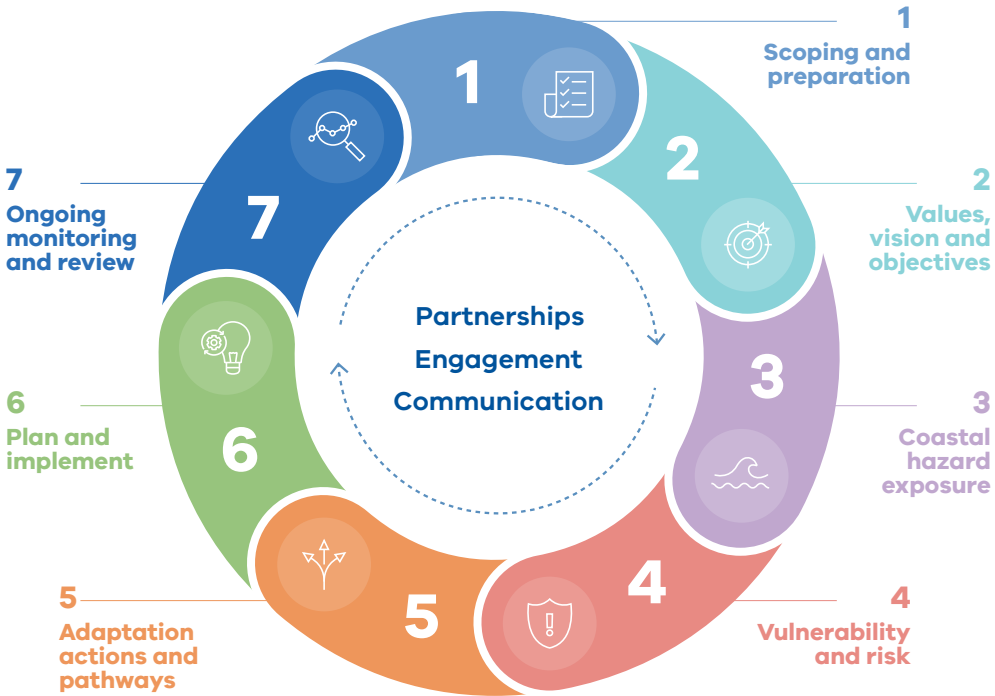 1
Scoping and
preparation
2
Values,
vision and
objectives
3
Coastal
hazard
exposure
4
Vulnerability
and risk
5
Adaptation
actions and
pathways
6
Plan and
implement
7
Ongoing
monitoring
and review
1
2
3
4
5
6
7
Partnerships
Engagement
Communication